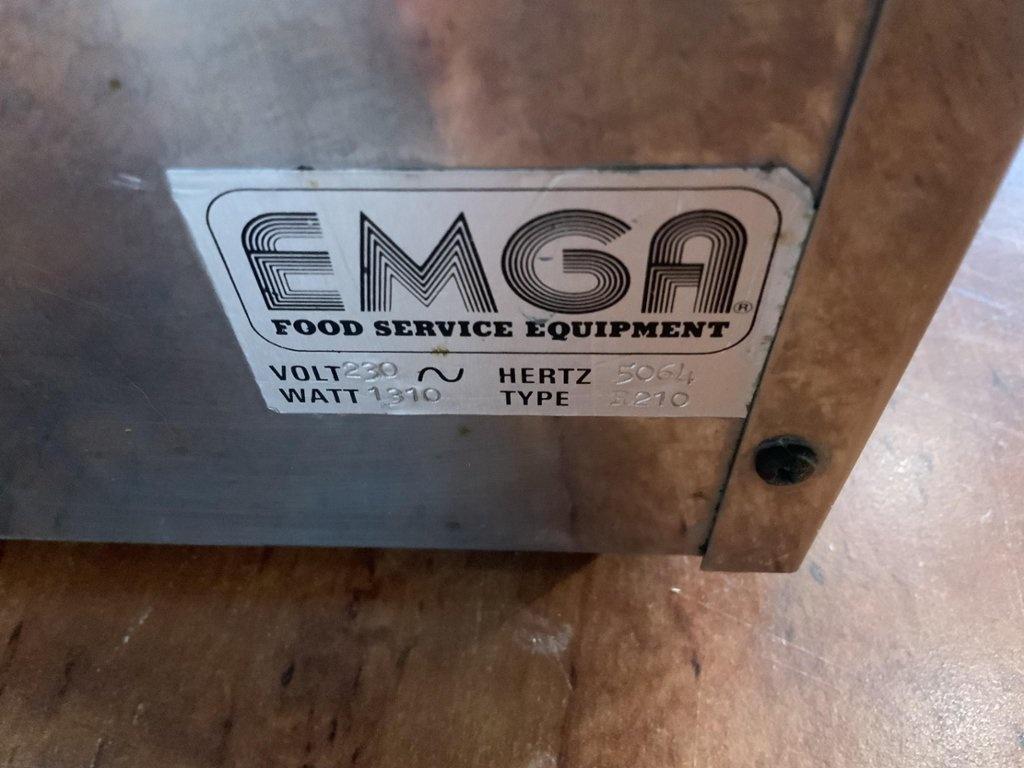 EMGA ®
FOOD SERVICE EQUIPMENT
VOLT 230 ~ HERTZ 5064
WATT 1310 TYPE